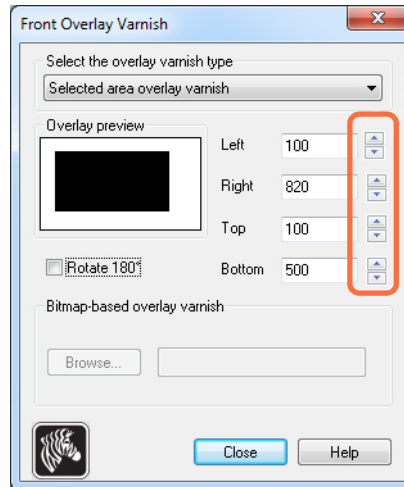 Front Overlay Varnish
Select the overlay varnish type
Selected area overlay varnish
Overlay preview
Left 100
Right 820
Top 100
Rotate 180° Bottom 500
Bitmap-based overlay varnish
Browse...
Close Help